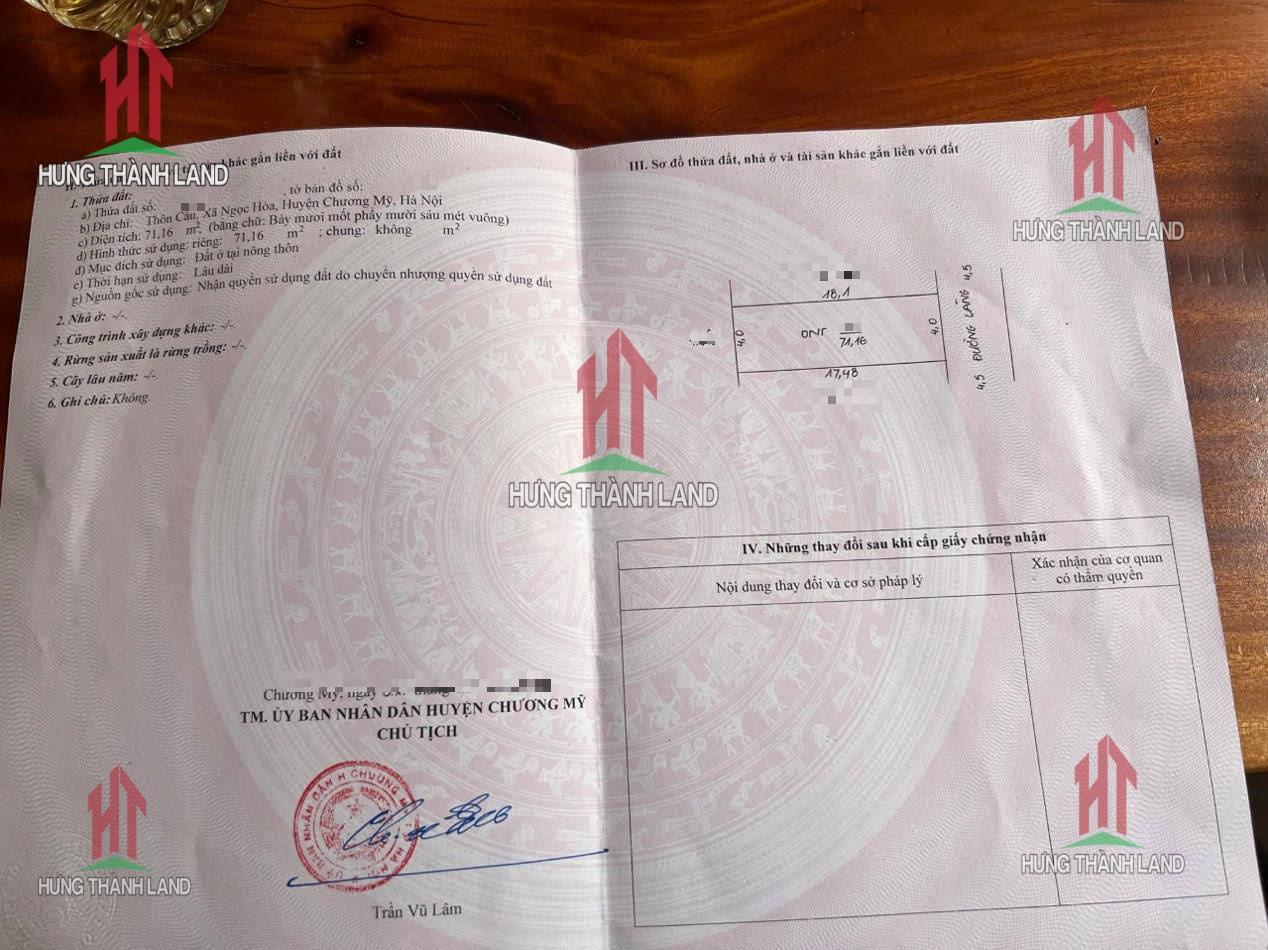 HƯNG THÀNH LAND
khác gắn liền với đất
1. Thửa đất:
a) Thửa đất số: , tờ bản đồ số:
b) Địa chỉ: Thôn Cầu, Xã Ngọc Hòa, Huyện Chương Mỹ, Hà Nội
c) Diện tích: 71,16 m², (bằng chữ: Bảy mươi mốt phẩy mười sáu mét vuông)
d) Hình thức sử dụng: riêng: 71,16 m² ; chung: không m²
đ) Mục đích sử dụng: Đất ở tại nông thôn
e) Thời hạn sử dụng: Lâu dài
g) Nguồn gốc sử dụng: Nhận quyền sử dụng đất do chuyển nhượng quyền sử dụng đất
2. Nhà ở: -/-
3. Công trình xây dựng khác: -/-
4. Rừng sản xuất là rừng trồng: -/-
5. Cây lâu năm: -/-
6. Ghi chú: Không.
Chương Mỹ, ngày
TM. ỦY BAN NHÂN DÂN HUYỆN CHƯƠNG MỸ
CHỦ TỊCH
Trần Vũ Lâm
HƯNG THÀNH LAND
HƯNG THÀNH LAND
HƯNG THÀNH LAND
III. Sơ đồ thửa đất, nhà ở và tài sản khác gắn liền với đất
18,1
4,0
ONT
71,16
4,0
17,48
4,5 ĐƯỜNG LÀNG 4,5
IV. Những thay đổi sau khi cấp giấy chứng nhận
Nội dung thay đổi và cơ sở pháp lý
Xác nhận của cơ quan
có thẩm quyền
HƯNG THÀNH LAND